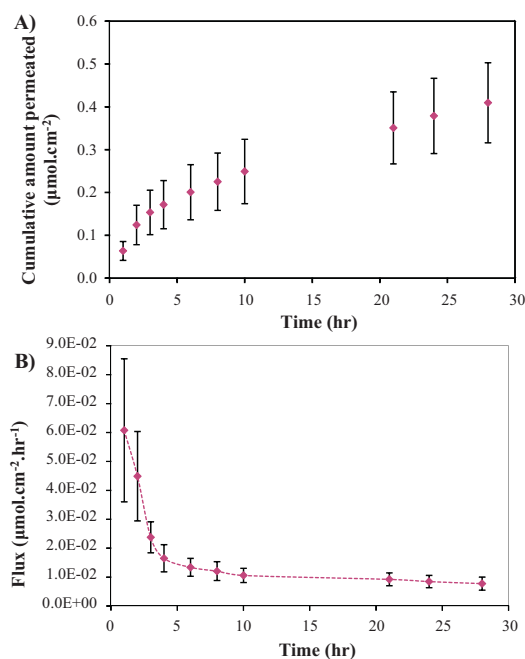 A)
Cumulative amount permeated
(µmol.cm-2)
0.6
0.5
0.4
0.3
0.2
0.1
0.0
0 5 10 15 20 25 30
Time (hr)
B)
Flux (µmol.cm-2.hr-1)
9.0E-02
8.0E-02
7.0E-02
6.0E-02
5.0E-02
4.0E-02
3.0E-02
2.0E-02
1.0E-02
0.0E+00
0 5 10 15 20 25 30
Time (hr)